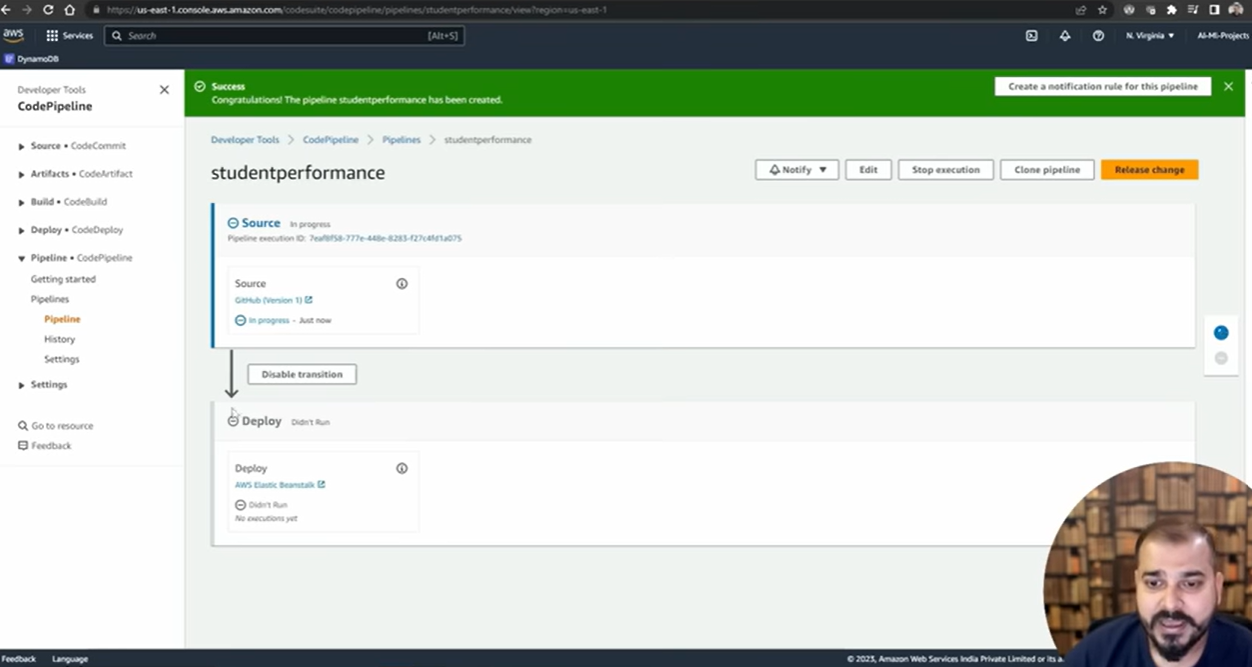 https://us-east-1.console.aws.amazon.com/codesuite/codepipeline/pipelines/studentperformance/view?region=us-east-1
aws
Services
Search
[Alt+S]
N. Virginia
AI-Ml-Projects
DynamoDB
Developer Tools
CodePipeline
Source • CodeCommit
Artifacts • CodeArtifact
Build • CodeBuild
Deploy • CodeDeploy
Pipeline • CodePipeline
Getting started
Pipelines
Pipeline
History
Settings
Settings
Go to resource
Feedback
Success
Congratulations! The pipeline studentperformance has been created.
Create a notification rule for this pipeline
Developer Tools
CodePipeline
Pipelines
studentperformance
studentperformance
Notify
Edit
Stop execution
Clone pipeline
Release change
Source In progress
Pipeline execution ID: 7eaf8f58-777e-448e-8283-f27c4fd1a075
Source
GitHub (Version 1)
In progress - Just now
Disable transition
Deploy Didn't Run
Deploy
AWS Elastic Beanstalk
Didn't Run
No executions yet
Feedback
Language
© 2023, Amazon Web Services India Private Limited or its a